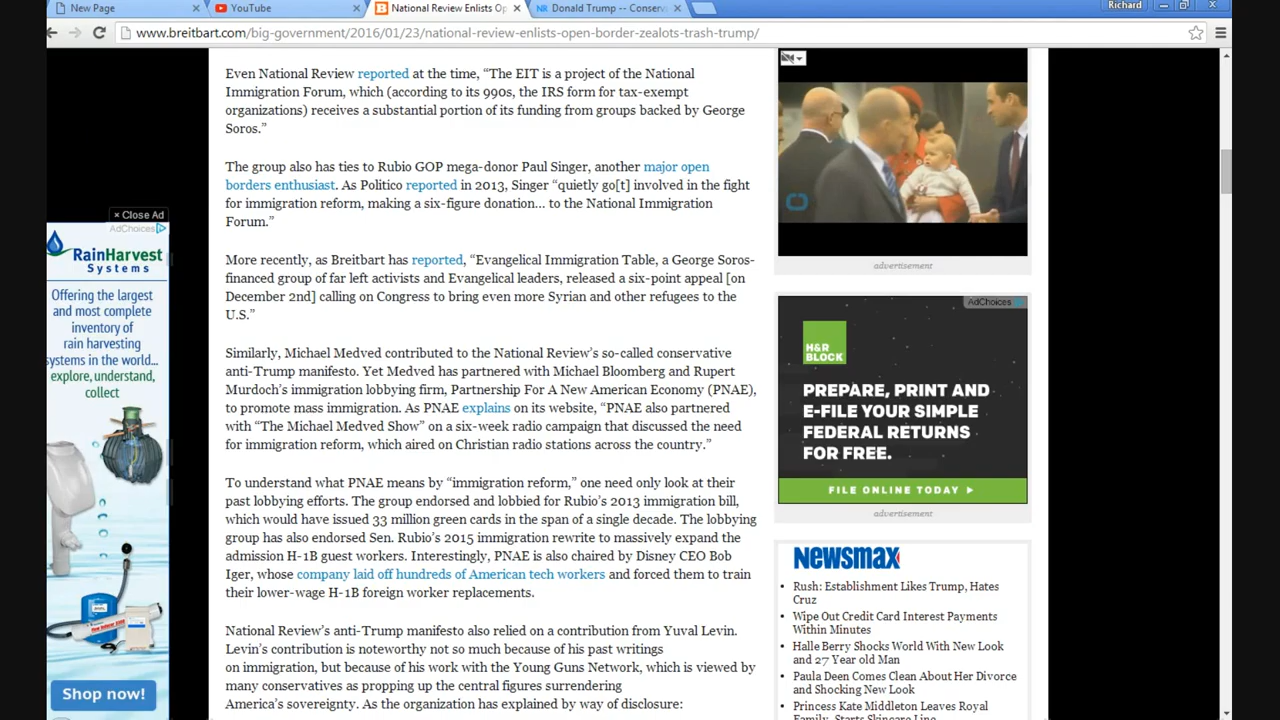 New Page
YouTube
National Review Enlists Op
Donald Trump -- Conserv
Richard
www.breitbart.com/big-government/2016/01/23/national-review-enlists-open-border-zealots-trash-trump/
Even National Review reported at the time, “The EIT is a project of the National
Immigration Forum, which (according to its 990s, the IRS form for tax-exempt
organizations) receives a substantial portion of its funding from groups backed by George
Soros.”
The group also has ties to Rubio GOP mega-donor Paul Singer, another major open
borders enthusiast. As Politico reported in 2013, Singer “quietly go[t] involved in the fight
for immigration reform, making a six-figure donation… to the National Immigration
Forum.”
More recently, as Breitbart has reported, “Evangelical Immigration Table, a George Soros-
financed group of far left activists and Evangelical leaders, released a six-point appeal [on
December 2nd] calling on Congress to bring even more Syrian and other refugees to the
U.S.”
Similarly, Michael Medved contributed to the National Review’s so-called conservative
anti-Trump manifesto. Yet Medved has partnered with Michael Bloomberg and Rupert
Murdoch’s immigration lobbying firm, Partnership For A New American Economy (PNAE),
to promote mass immigration. As PNAE explains on its website, “PNAE also partnered
with “The Michael Medved Show” on a six-week radio campaign that discussed the need
for immigration reform, which aired on Christian radio stations across the country.”
To understand what PNAE means by “immigration reform,” one need only look at their
past lobbying efforts. The group endorsed and lobbied for Rubio’s 2013 immigration bill,
which would have issued 33 million green cards in the span of a single decade. The lobbying
group has also endorsed Sen. Rubio’s 2015 immigration rewrite to massively expand the
admission H-1B guest workers. Interestingly, PNAE is also chaired by Disney CEO Bob
Iger, whose company laid off hundreds of American tech workers and forced them to train
their lower-wage H-1B foreign worker replacements.
National Review’s anti-Trump manifesto also relied on a contribution from Yuval Levin.
Levin’s contribution is noteworthy not so much because of his past writings
on immigration, but because of his work with the Young Guns Network, which is viewed by
many conservatives as propping up the central figures surrendering
America’s sovereignty. As the organization has explained by way of disclosure:
× Close Ad
AdChoices
RainHarvest
Systems
Offering the largest
and most complete
inventory of
rain harvesting
systems in the world...
explore, understand,
collect
Shop now!
advertisement
AdChoices
H&R
BLOCK
PREPARE, PRINT AND
E-FILE YOUR SIMPLE
FEDERAL RETURNS
FOR FREE.
FILE ONLINE TODAY
advertisement
Newsmax
Rush: Establishment Likes Trump, Hates
Cruz
Wipe Out Credit Card Interest Payments
Within Minutes
Halle Berry Shocks World With New Look
and 27 Year old Man
Paula Deen Comes Clean About Her Divorce
and Shocking New Look
Princess Kate Middleton Leaves Royal
Family, Starts Skincare Line